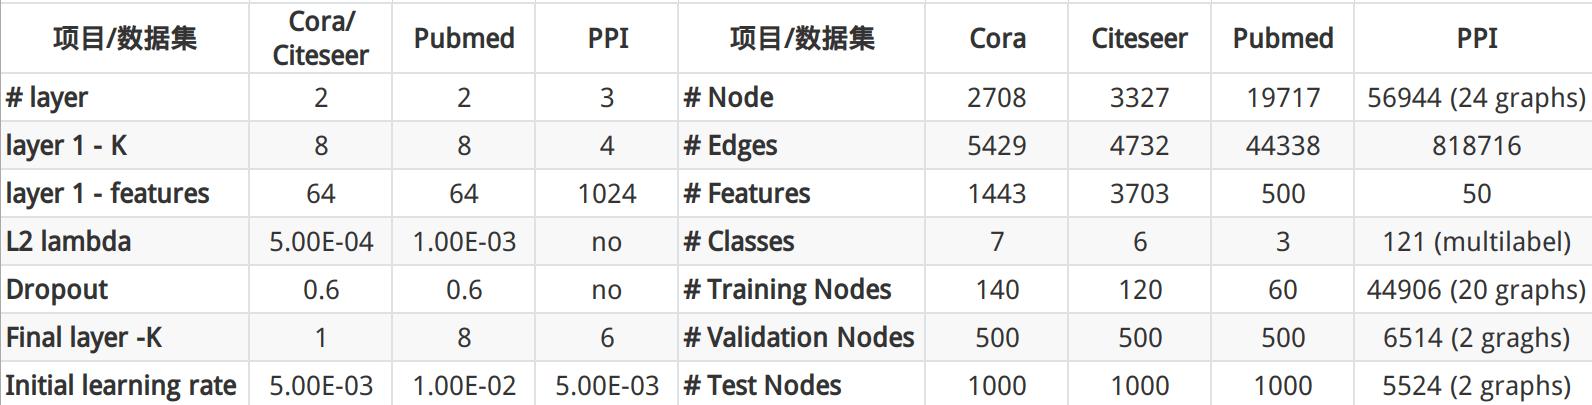 项目/数据集 Cora/ Citeseer Pubmed PPI 项目/数据集 Cora Citeseer Pubmed PPI
# layer 2 2 3 # Node 2708 3327 19717 56944 (24 graphs)
layer 1 - K 8 8 4 # Edges 5429 4732 44338 818716
layer 1 - features 64 64 1024 # Features 1443 3703 500 50
L2 lambda 5.00E-04 1.00E-03 no # Classes 7 6 3 121 (multilabel)
Dropout 0.6 0.6 no # Training Nodes 140 120 60 44906 (20 graphs)
Final layer -K 1 8 6 # Validation Nodes 500 500 500 6514 (2 graghs)
Initial learning rate 5.00E-03 1.00E-02 5.00E-03 # Test Nodes 1000 1000 1000 5524 (2 graphs)